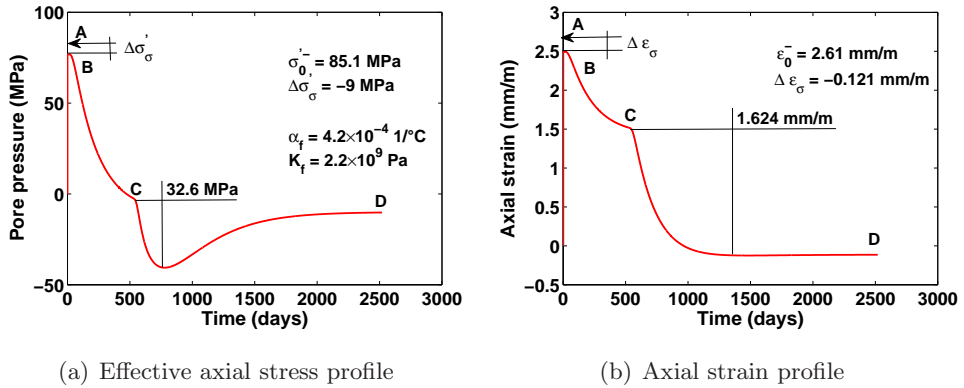 100
50
0
−50
Pore pressure (MPa)
A
Δσσ'
B
σ0'− = 85.1 MPa
Δσσ' = −9 MPa
αf = 4.2×10−4 1/°C
Kf = 2.2×109 Pa
C
32.6 MPa
D
0 500 1000 1500 2000 2500 3000
Time (days)
(a) Effective axial stress profile
3
2.5
2
1.5
1
0.5
0
−0.5
Axial strain (mm/m)
A
Δ εσ
B
ε0− = 2.61 mm/m
Δ εσ = −0.121 mm/m
C
1.624 mm/m
D
0 500 1000 1500 2000 2500 3000
Time (days)
(b) Axial strain profile